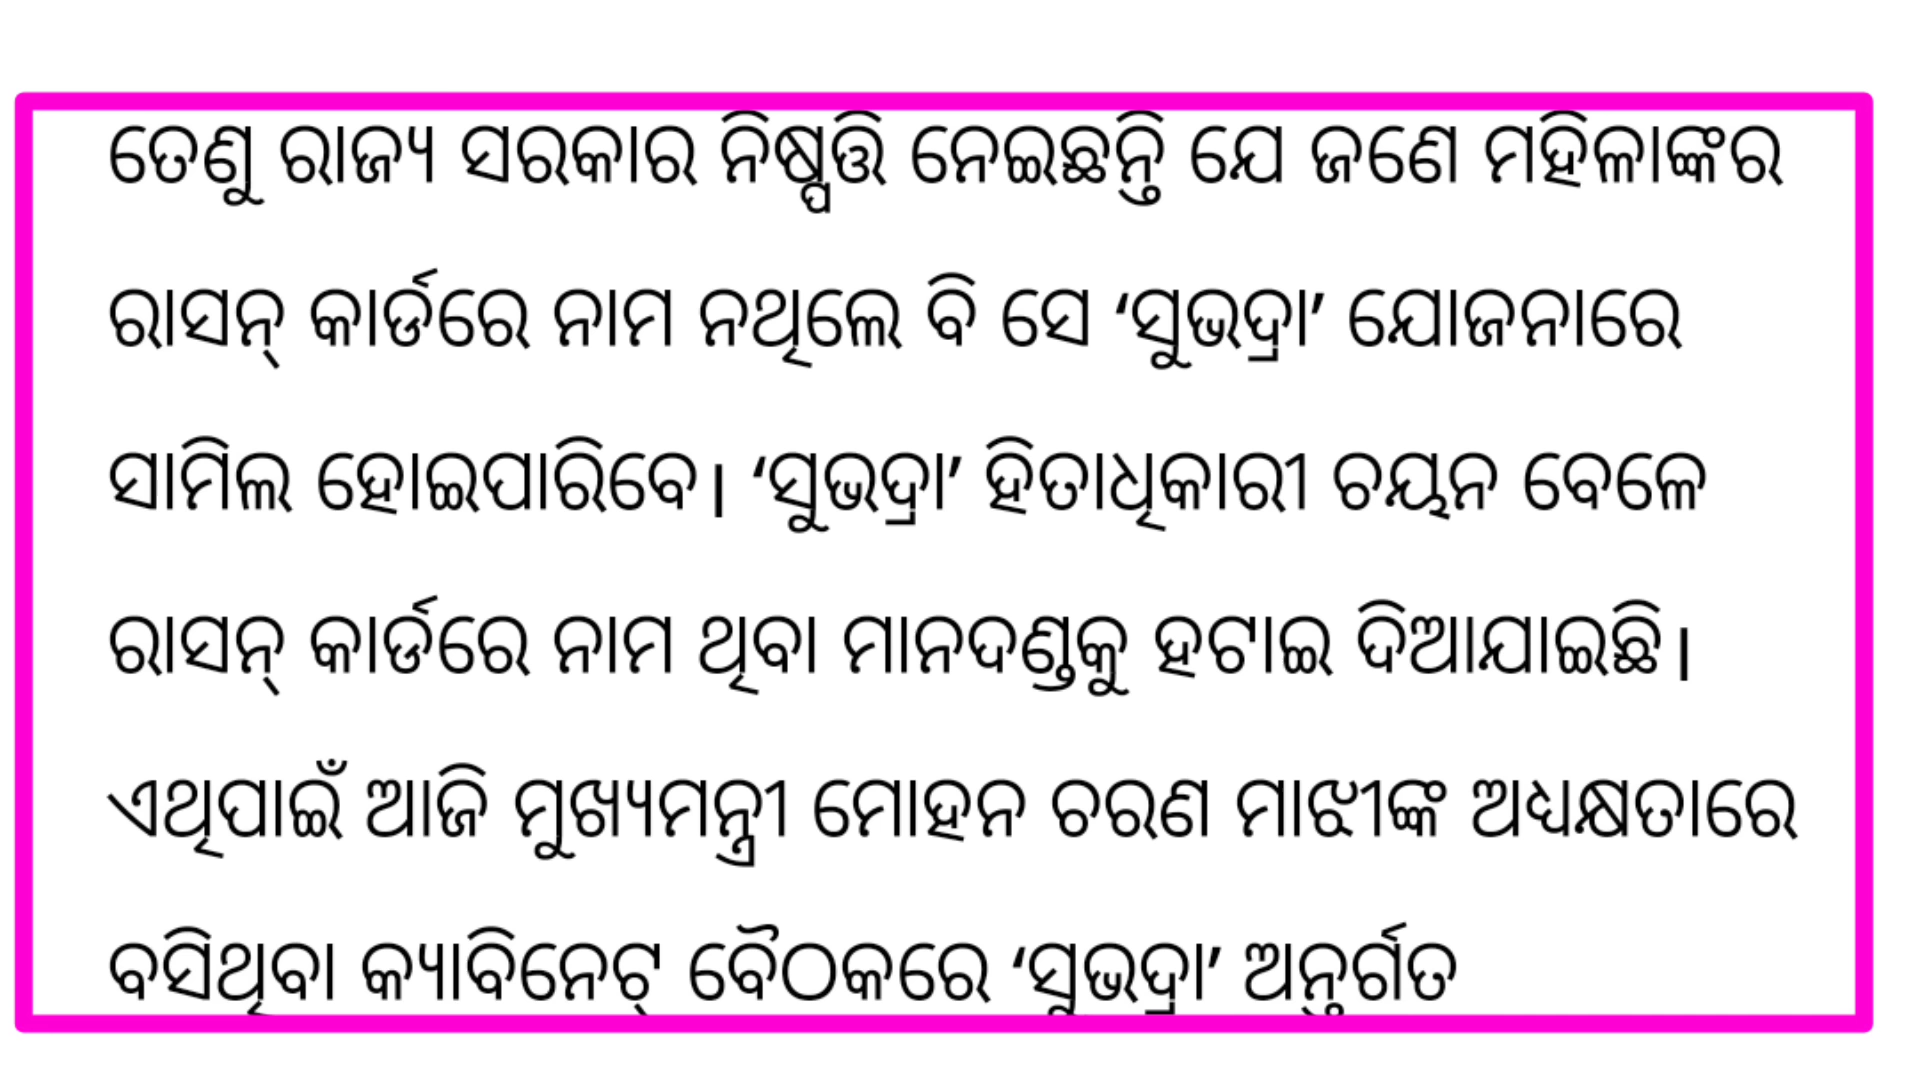 ତେଣୁ ରାଜ୍ୟ ସରକାର ନିଷ୍ପତ୍ତି ନେଇଛନ୍ତି ଯେ ଜଣେ ମହିଳାଙ୍କର
ରାସନ୍ କାର୍ଡରେ ନାମ ନଥିଲେ ବି ସେ ‘ସୁଭଦ୍ରା’ ଯୋଜନାରେ
ସାମିଲ ହୋଇପାରିବେ। ‘ସୁଭଦ୍ରା’ ହିତାଧିକାରୀ ଚୟନ ବେଳେ
ରାସନ୍ କାର୍ଡରେ ନାମ ଥିବା ମାନଦଣ୍ଡକୁ ହଟାଇ ଦିଆଯାଇଛି।
ଏଥିପାଇଁ ଆଜି ମୁଖ୍ୟମନ୍ତ୍ରୀ ମୋହନ ଚରଣ ମାଝୀଙ୍କ ଅଧ୍ୟକ୍ଷତାରେ
ବସିଥିବା କ୍ୟାବିନେଟ୍ ବୈଠକରେ ‘ସୁଭଦ୍ରା’ ଅନ୍ତର୍ଗତ